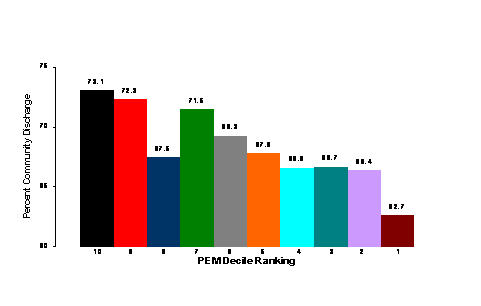 75
70
65
60
Percent Community Discharge
73.1 72.3 67.5 71.5 69.3 67.8 66.6 66.7 66.4 62.7
10 9 8 7 6 5 4 3 2 1
PEM Decile Ranking